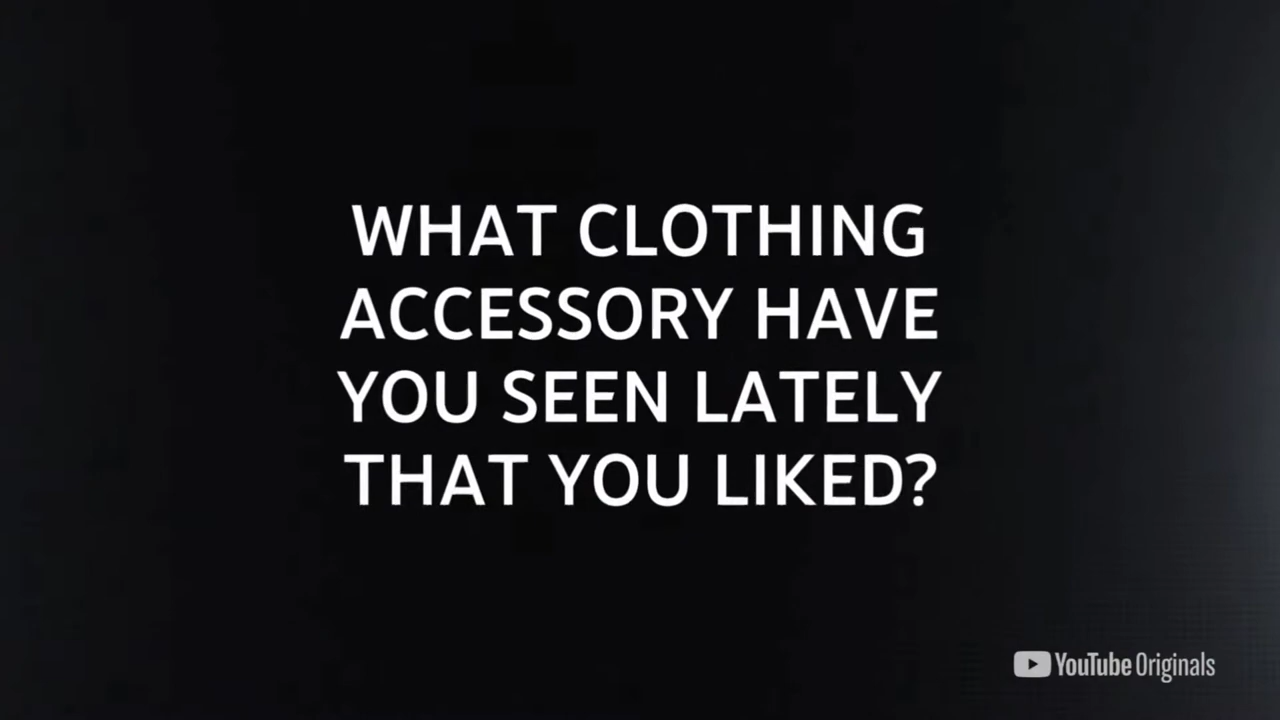 WHAT CLOTHING
ACCESSORY HAVE
YOU SEEN LATELY
THAT YOU LIKED?
YouTube Originals